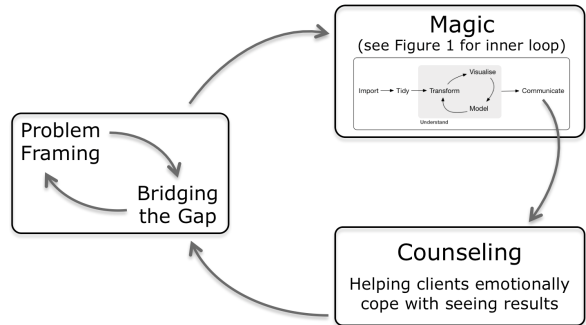 Magic
(see Figure 1 for inner loop)
Visualise
Import
Tidy
Transform
Communicate
Model
Understand
Problem
Framing
Bridging
the Gap
Counseling
Helping clients emotionally
cope with seeing results